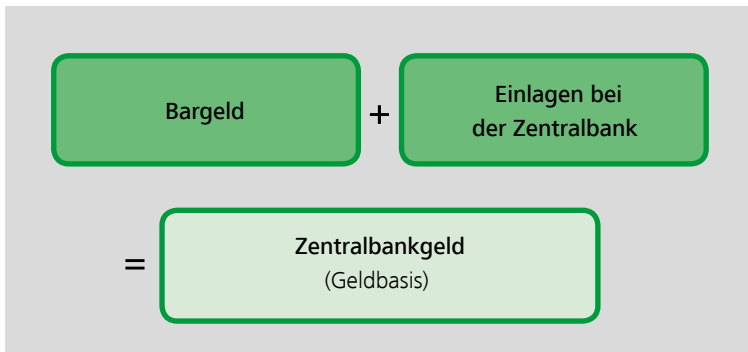 Bargeld
+
Einlagen bei
der Zentralbank
=
Zentralbankgeld
(Geldbasis)